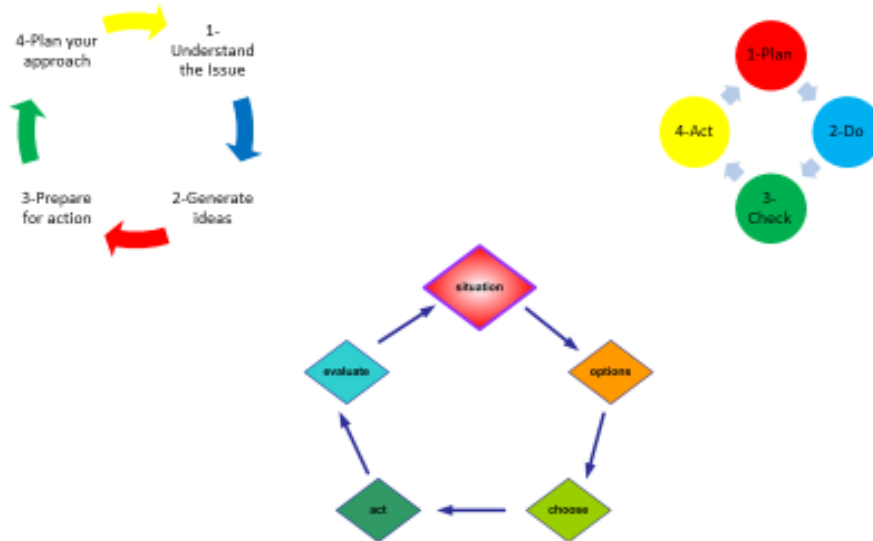 4-Plan your
approach
1-
Understand
the Issue
2-Generate
ideas
3-Prepare
for action
1-Plan
2-Do
3-
Check
4-Act
situation
options
choose
act
evaluate